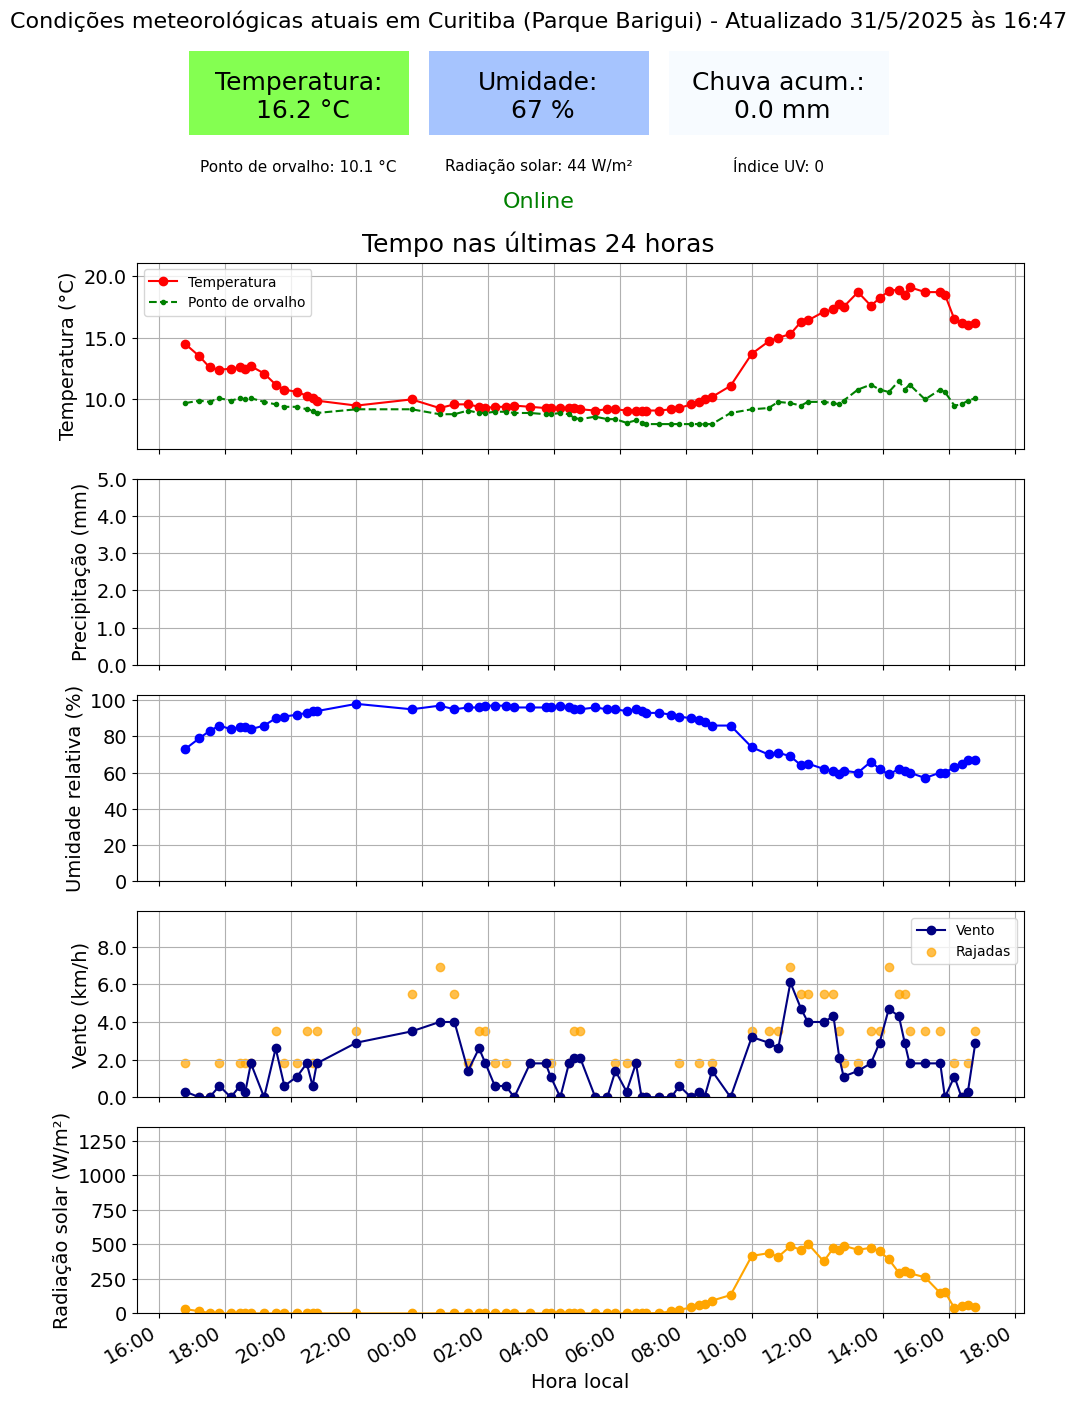 Condições meteorológicas atuais em Curitiba (Parque Barigui) - Atualizado 31/5/2025 às 16:47
Temperatura:
16.2 °C
Umidade:
67 %
Chuva acum.:
0.0 mm
Ponto de orvalho: 10.1 °C
Radiação solar: 44 W/m²
Índice UV: 0
Online
Tempo nas últimas 24 horas
Temperatura (°C)
20.0
15.0
10.0
Temperatura
Ponto de orvalho
Precipitação (mm)
5.0
4.0
3.0
2.0
1.0
0.0
Umidade relativa (%)
100
80
60
40
20
0
Vento (km/h)
8.0
6.0
4.0
2.0
0.0
Vento
Rajadas
Radiação solar (W/m²)
1250
1000
750
500
250
0
16:00
18:00
20:00
22:00
00:00
02:00
04:00
06:00
08:00
10:00
12:00
14:00
16:00
18:00
Hora local